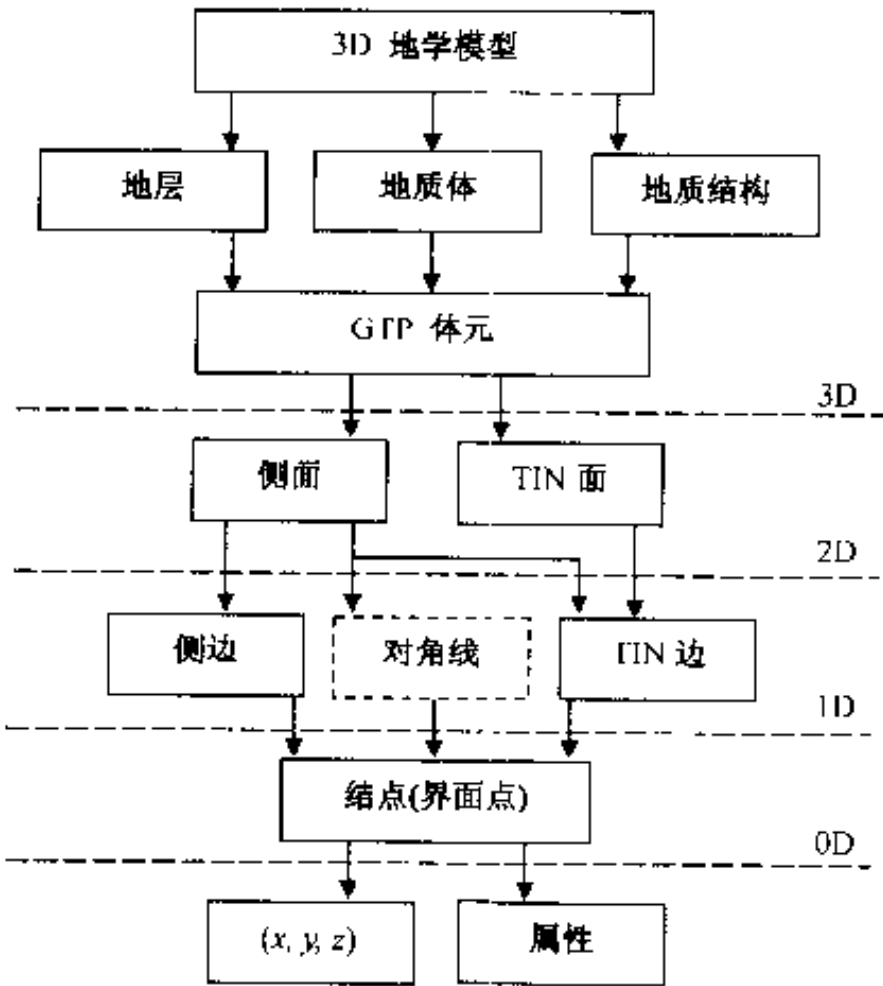 3D 地学模型
地层
地质体
地质结构
GTP 体元
3D
侧面
TIN 面
2D
侧边
对角线
TIN 边
1D
结点(界面点)
0D
(x, y, z)
属性